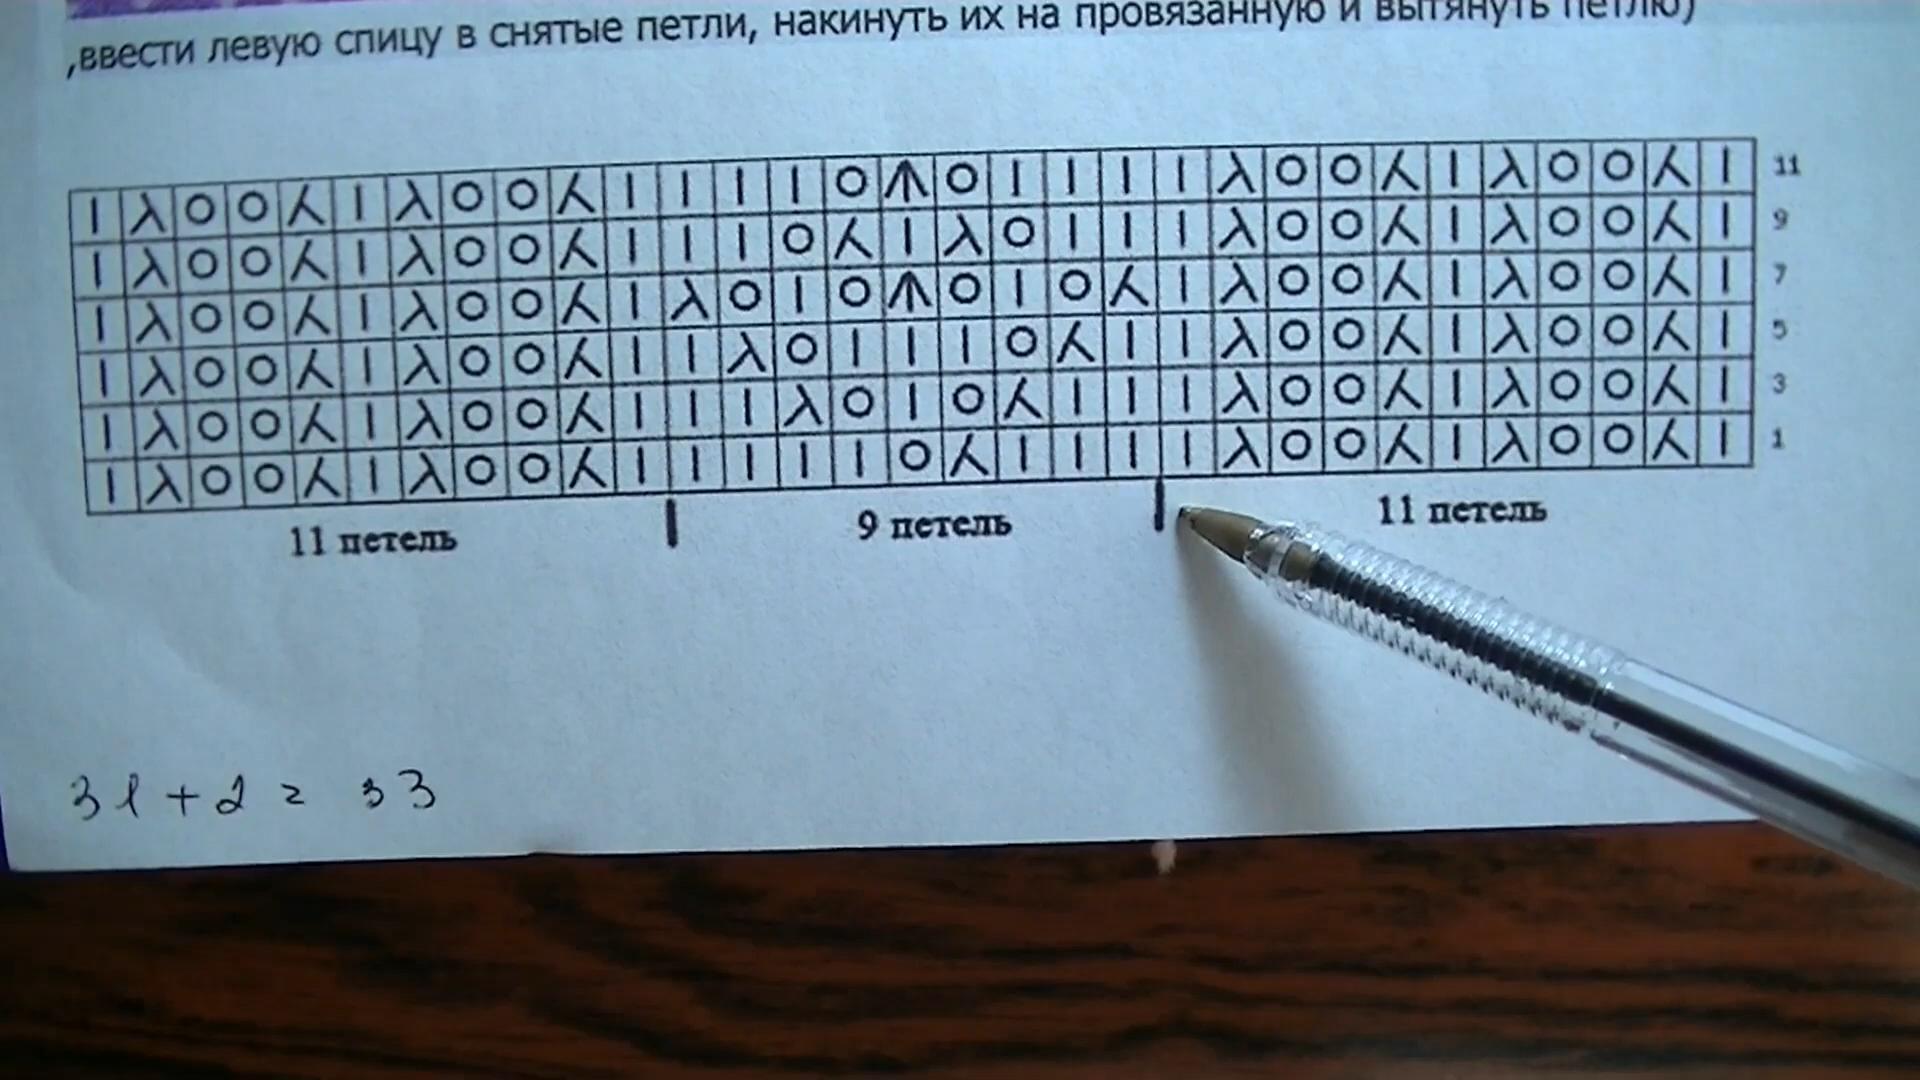 ,ввести левую спицу в снятые петли, накинуть их на провязанную и вытянуть петлю)
11
9
7
5
3
1
11 петель 9 петель 11 петель
31 + 2 = 33